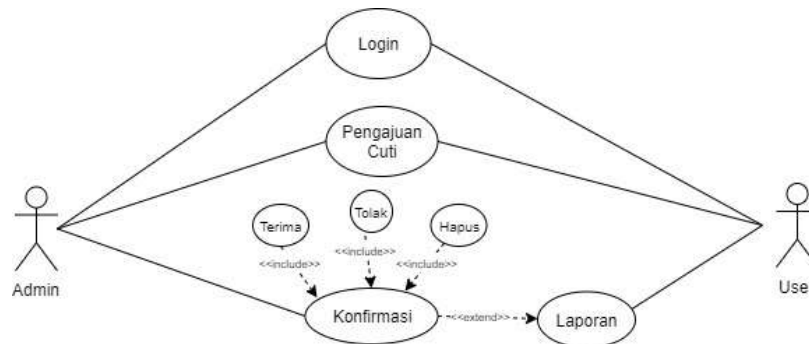 Login
Pengajuan
Cuti
Tolak
Terima
Hapus
<<include>>
<<include>>
<<include>>
Admin
Use
Konfirmasi
<<extend>>
Laporan